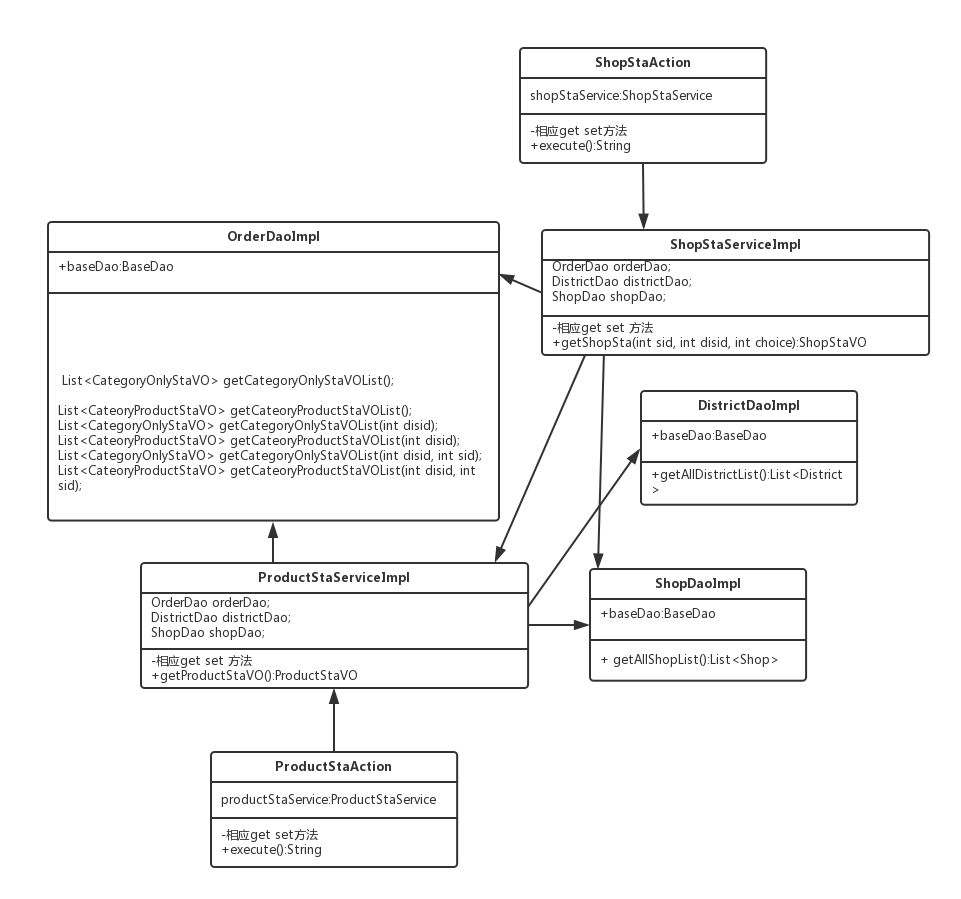 ShopStaAction
shopStaService:ShopStaService
-相应get set方法
+execute():String
OrderDaoImpl
+baseDao:BaseDao
List<CategoryOnlyStaVO> getCategoryOnlyStaVOList();
List<CateoryProductStaVO> getCateoryProductStaVOList();
List<CategoryOnlyStaVO> getCategoryOnlyStaVOList(int disid);
List<CateoryProductStaVO> getCateoryProductStaVOList(int disid);
List<CategoryOnlyStaVO> getCategoryOnlyStaVOList(int disid, int sid);
List<CateoryProductStaVO> getCateoryProductStaVOList(int disid, int
sid);
ShopStaServiceImpl
OrderDao orderDao;
DistrictDao districtDao;
ShopDao shopDao;
-相应get set 方法
+getShopSta(int sid, int disid, int choice):ShopStaVO
DistrictDaoImpl
+baseDao:BaseDao
+getAllDistrictList():List<District
>
ProductStaServiceImpl
OrderDao orderDao;
DistrictDao districtDao;
ShopDao shopDao;
-相应get set 方法
+getProductStaVO():ProductStaVO
ShopDaoImpl
+baseDao:BaseDao
+ getAllShopList():List<Shop>
ProductStaAction
productStaService:ProductStaService
-相应get set方法
+execute():String